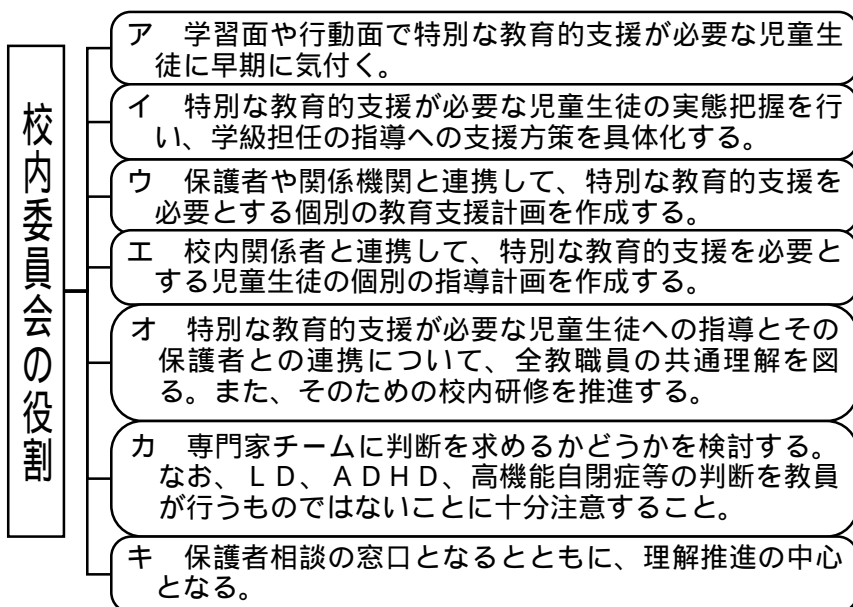 校内委員会の役割
ア　学習面や行動面で特別な教育的支援が必要な児童生
徒に早期に気付く。
イ　特別な教育的支援が必要な児童生徒の実態把握を行
い、学級担任の指導への支援方策を具体化する。
ウ　保護者や関係機関と連携して、特別な教育的支援を
必要とする個別の教育支援計画を作成する。
エ　校内関係者と連携して、特別な教育的支援を必要と
する児童生徒の個別の指導計画を作成する。
オ　特別な教育的支援が必要な児童生徒への指導とその
保護者との連携について、全教職員の共通理解を図
る。また、そのための校内研修を推進する。
カ　専門家チームに判断を求めるかどうかを検討する。
なお、ＬＤ、ＡＤＨＤ、高機能自閉症等の判断を教員
が行うものではないことに十分注意すること。
キ　保護者相談の窓口となるとともに、理解推進の中心
となる。